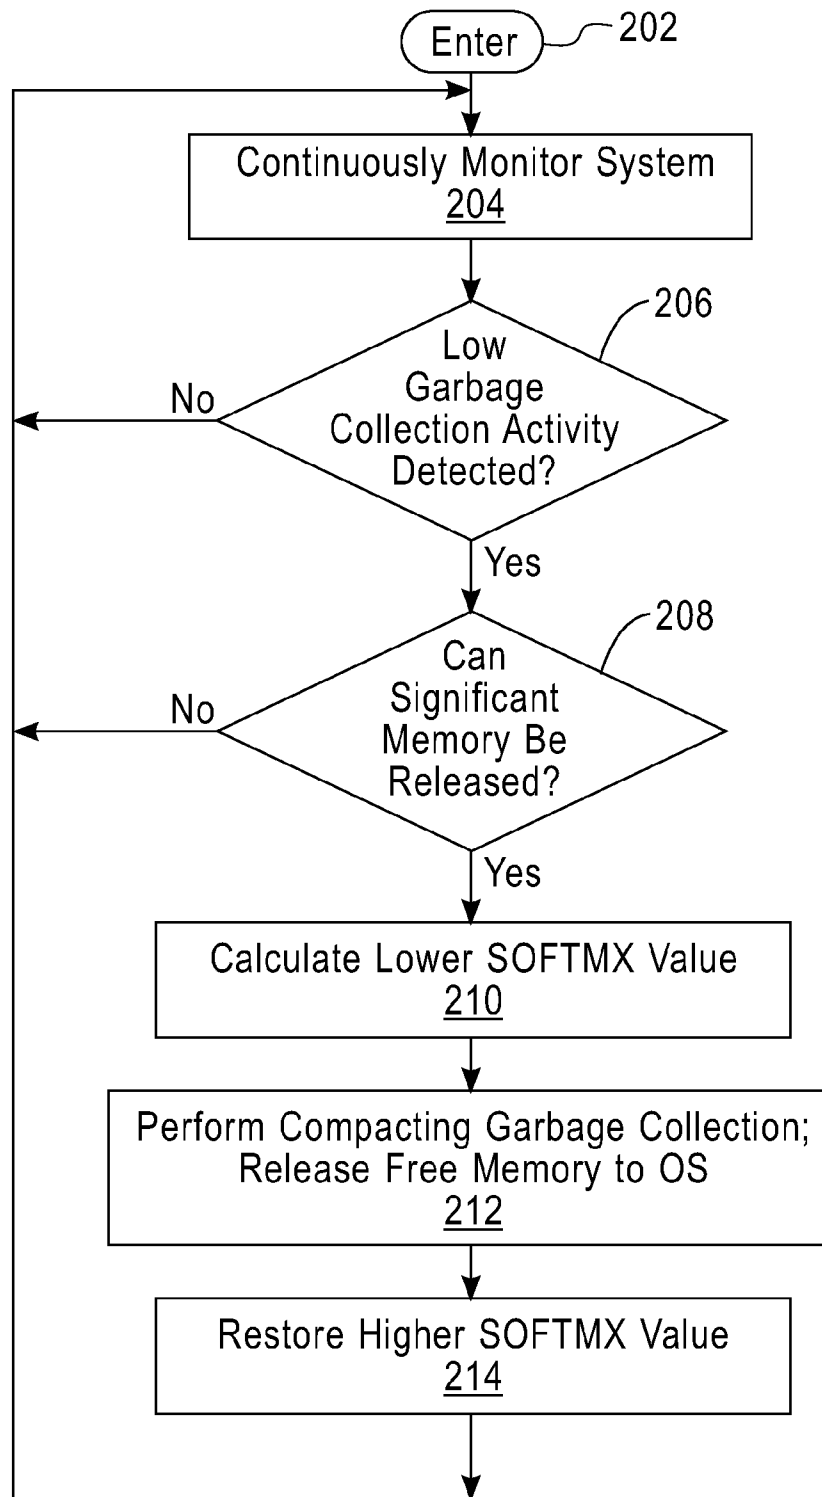 Enter
202
Continuously Monitor System
204
206
Low
Garbage
Collection Activity
Detected?
No
Yes
208
Can
Significant
Memory Be
Released?
No
Yes
Calculate Lower SOFTMX Value
210
Perform Compacting Garbage Collection;
Release Free Memory to OS
212
Restore Higher SOFTMX Value
214